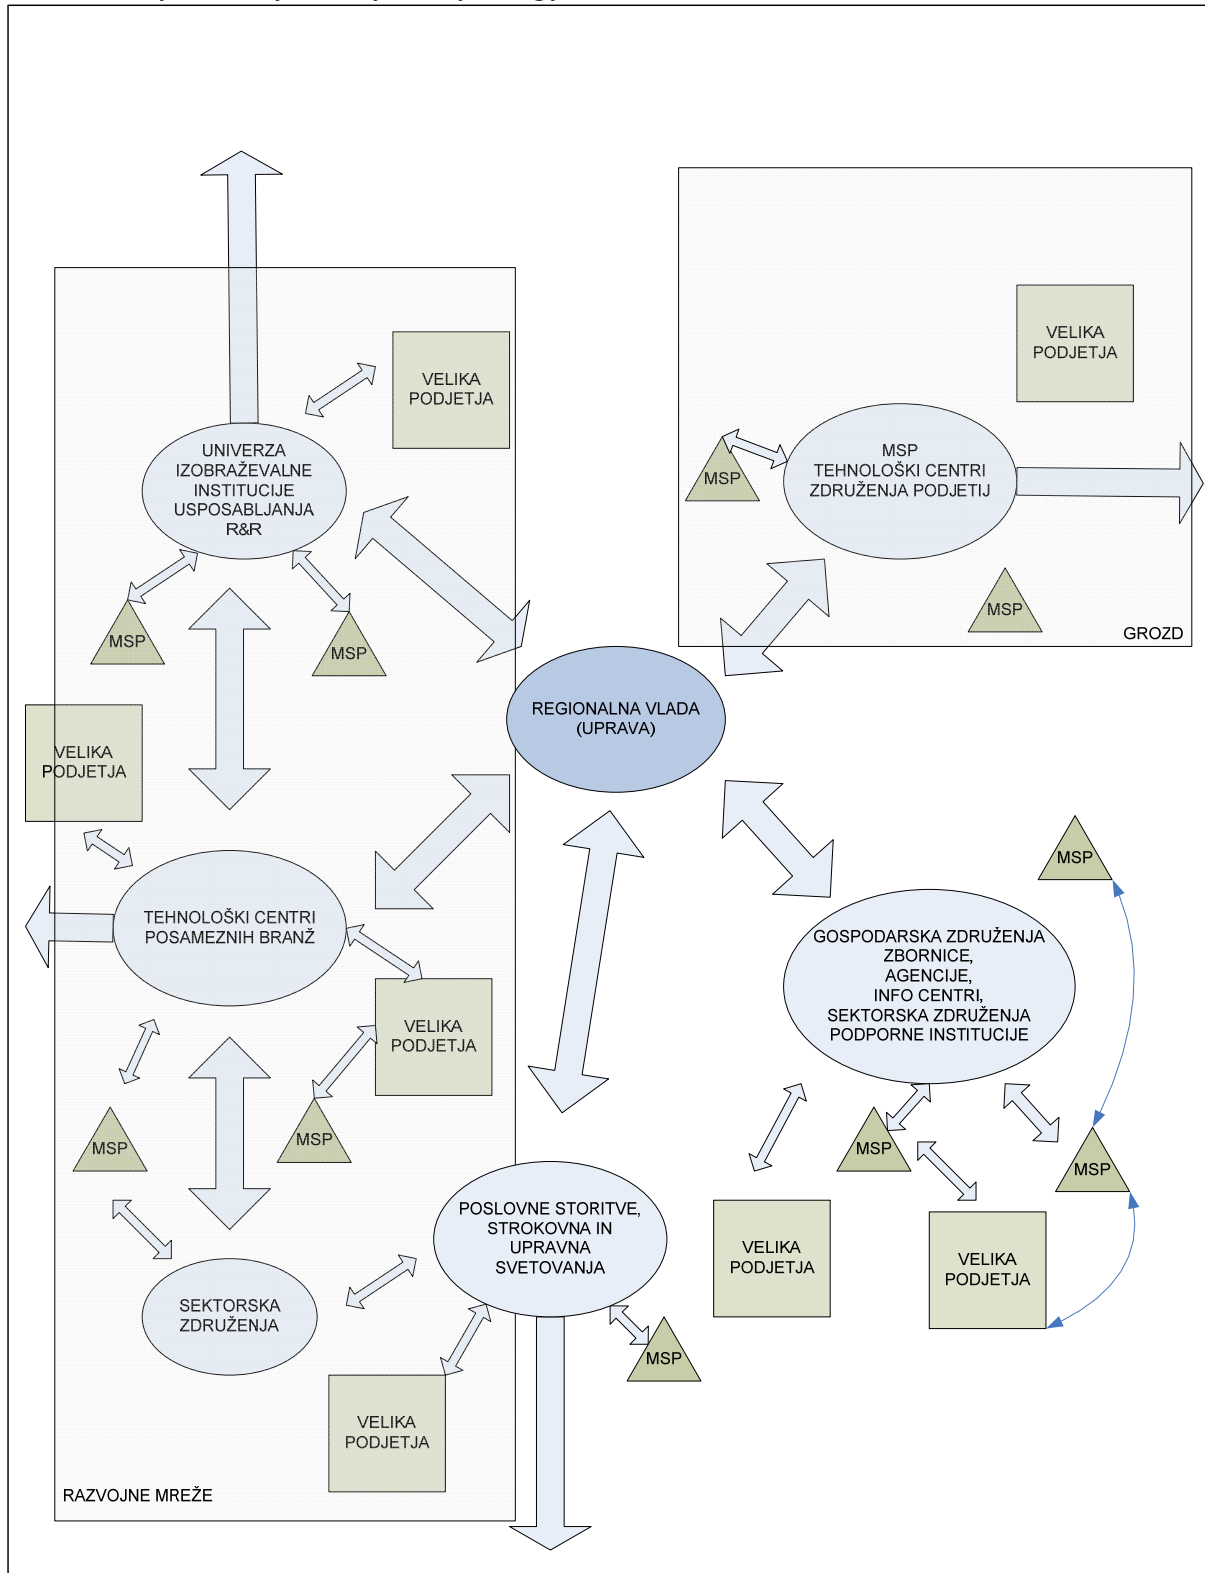 VELIKA
PODJETJA
UNIVERZA
IZOBRAŽEVALNE
INSTITUCIJE
USPOSABLJANJA
R&R
MSP
MSP
VELIKA
PODJETJA
MSP
TEHNOLOŠKI CENTRI
ZDRUŽENJA PODJETIJ
MSP
MSP
GROZD
REGIONALNA VLADA
(UPRAVA)
VELIKA
PODJETJA
TEHNOLOŠKI CENTRI
POSAMEZNIH BRANŽ
VELIKA
PODJETJA
MSP
MSP
MSP
GOSPODARSKA ZDRUŽENJA
ZBORNICE,
AGENCIJE,
INFO CENTRI,
SEKTORSKA ZDRUŽENJA
PODPORNE INSTITUCIJE
MSP
MSP
VELIKA
PODJETJA
VELIKA
PODJETJA
POSLOVNE STORITVE,
STROKOVNA IN
UPRAVNA
SVETOVANJA
SEKTORSKA
ZDRUŽENJA
MSP
VELIKA
PODJETJA
RAZVOJNE MREŽE